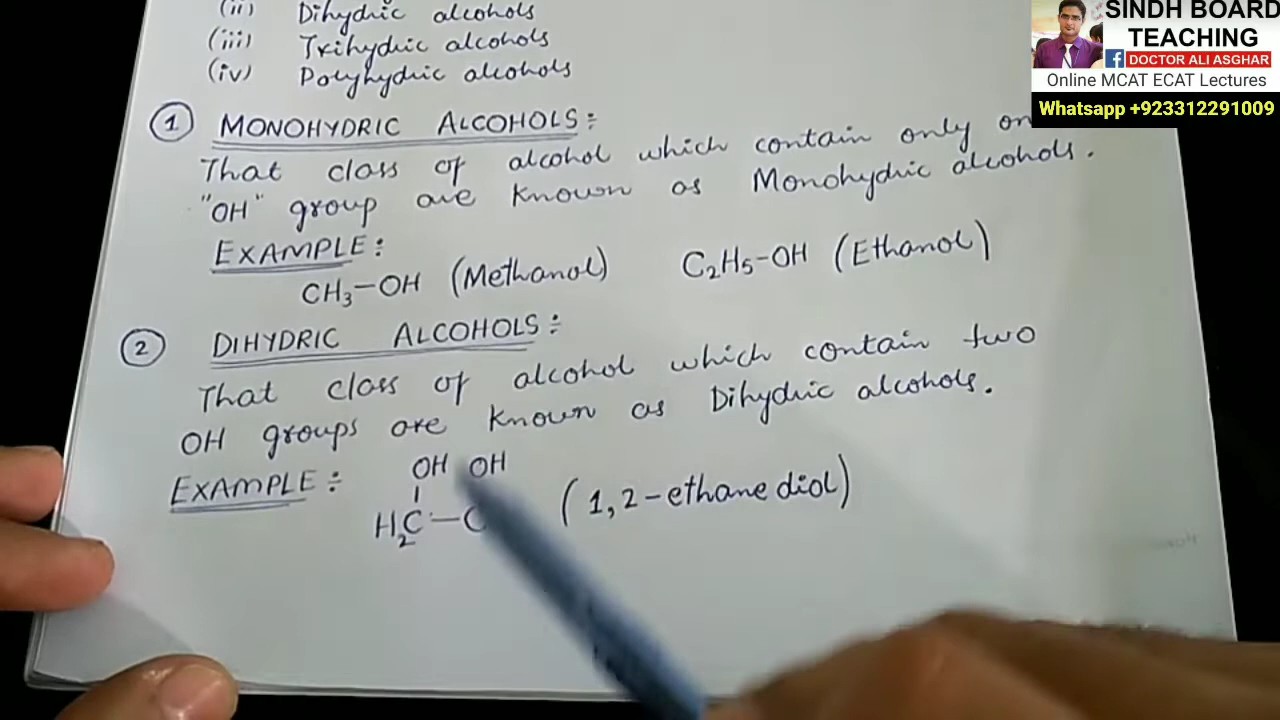 (ii) Dihydric alcohols
(iii) Trihydric alcohols
(iv) Polyhydric alcohols
SINDH BOARD
TEACHING
f DOCTOR ALI ASGHAR
Online MCAT ECAT Lectures
Whatsapp +923312291009
1 MONOHYDRIC ALCOHOLS:
That class of alcohol which contain only
"OH" group are known as Monohydric alcohols.
EXAMPLE:
CH3-OH (Methanol) C2H5-OH (Ethanol)
2 DIHYDRIC ALCOHOLS:
That class of alcohol which contain two
OH groups are known as Dihydric alcohols.
EXAMPLE: OH OH
H2C-C (1,2-ethanediol)